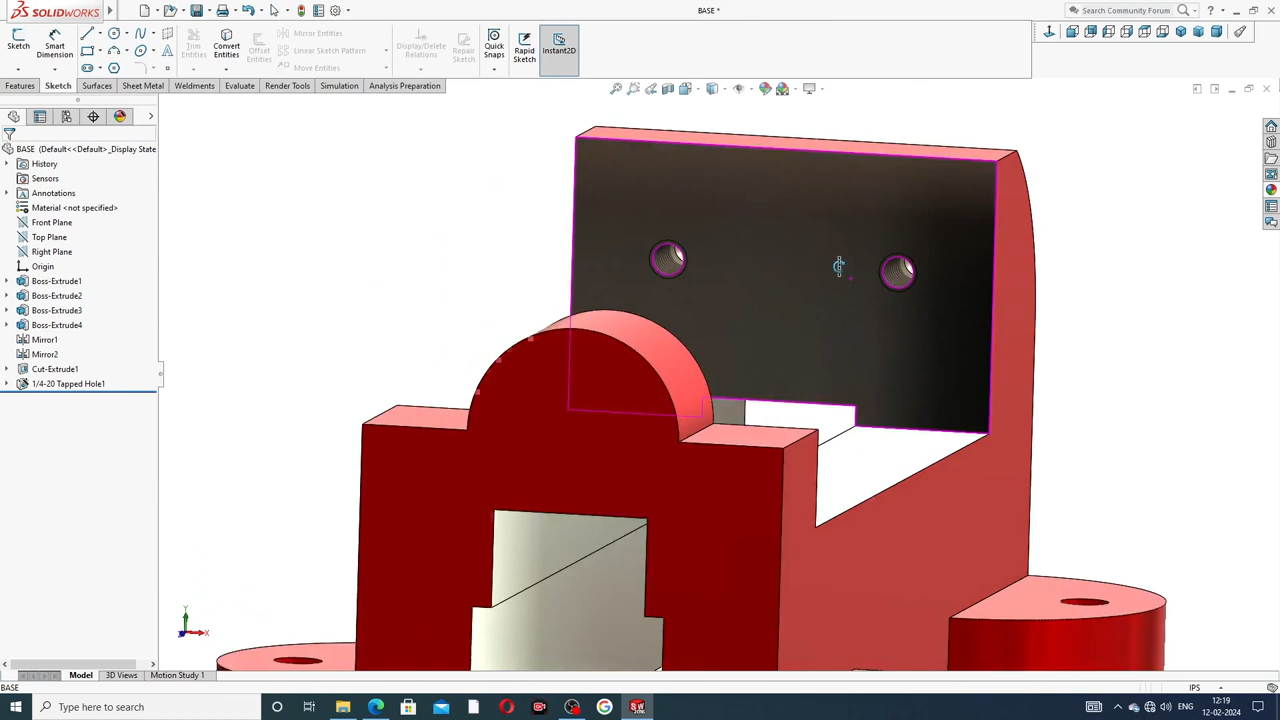 SOLIDWORKS
BASE *
Search Community Forum
Sketch
Smart Dimension
Trim Entities
Convert Entities
Offset Entities
Mirror Entities
Linear Sketch Pattern
Move Entities
Display/Delete Relations
Repair Sketch
Quick Snaps
Rapid Sketch
Instant2D
Features
Sketch
Surfaces
Sheet Metal
Weldments
Evaluate
Render Tools
Simulation
Analysis Preparation
BASE (Default<<Default>_Display State
History
Sensors
Annotations
Material <not specified>
Front Plane
Top Plane
Right Plane
Origin
Boss-Extrude1
Boss-Extrude2
Boss-Extrude3
Boss-Extrude4
Mirror1
Mirror2
Cut-Extrude1
1/4-20 Tapped Hole1
Y
X
Z
Model
3D Views
Motion Study 1
BASE
IPS
Type here to search
ENG
12:19
12-02-2024